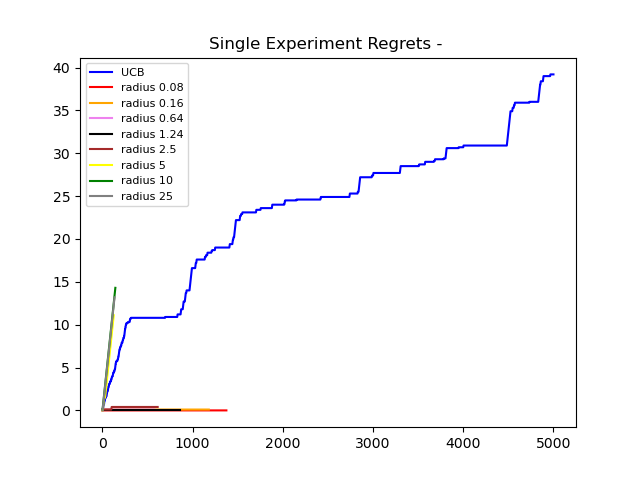 Single Experiment Regrets -
UCB
radius 0.08
radius 0.16
radius 0.64
radius 1.24
radius 2.5
radius 5
radius 10
radius 25
40
35
30
25
20
15
10
5
0
0 1000 2000 3000 4000 5000